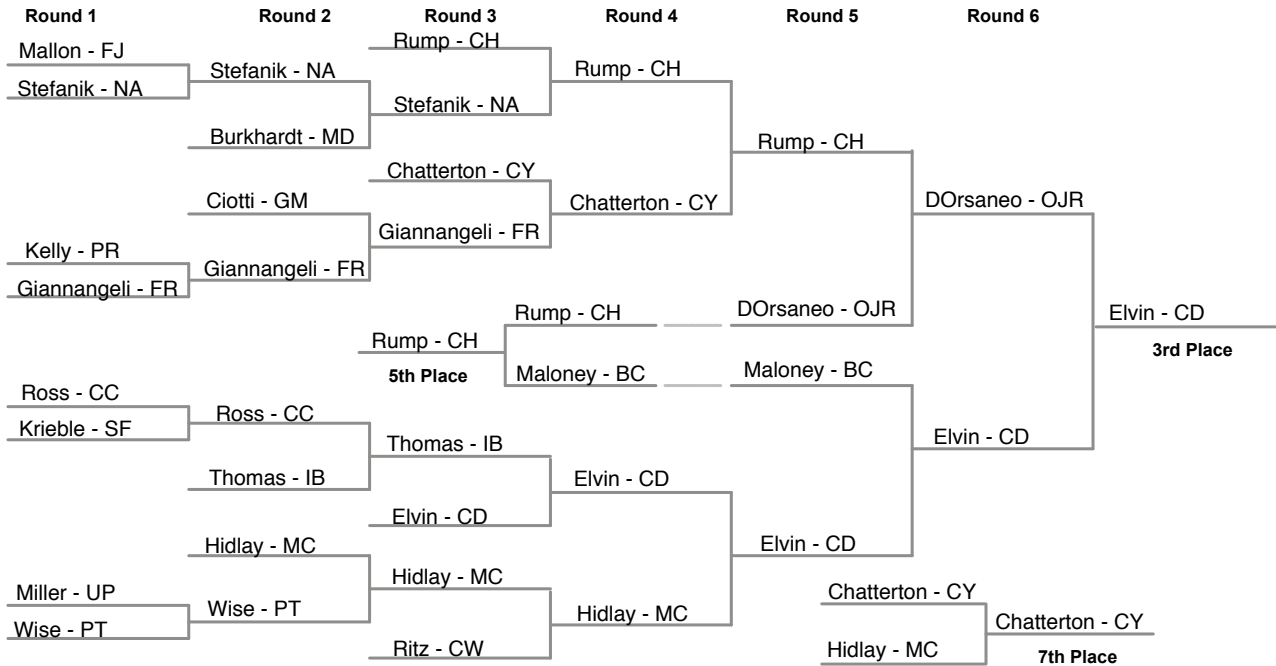 Round 1 Round 2 Round 3 Round 4 Round 5 Round 6
Mallon - FJ
Stefanik - NA
Kelly - PR
Giannangeli - FR
Ross - CC
Krieble - SF
Miller - UP
Wise - PT
Stefanik - NA
Burkhardt - MD
Ciotti - GM
Giannangeli - FR
Ross - CC
Thomas - IB
Hidlay - MC
Wise - PT
Rump - CH
Stefanik - NA
Chatterton - CY
Giannangeli - FR
Rump - CH
5th Place
Thomas - IB
Elvin - CD
Hidlay - MC
Ritz - CW
Rump - CH
Chatterton - CY
Rump - CH
Maloney - BC
Elvin - CD
Hidlay - MC
Rump - CH
DOrsaneo - OJR
Maloney - BC
Elvin - CD
Chatterton - CY
Hidlay - MC
DOrsaneo - OJR
Elvin - CD
Chatterton - CY
7th Place
Elvin - CD
3rd Place